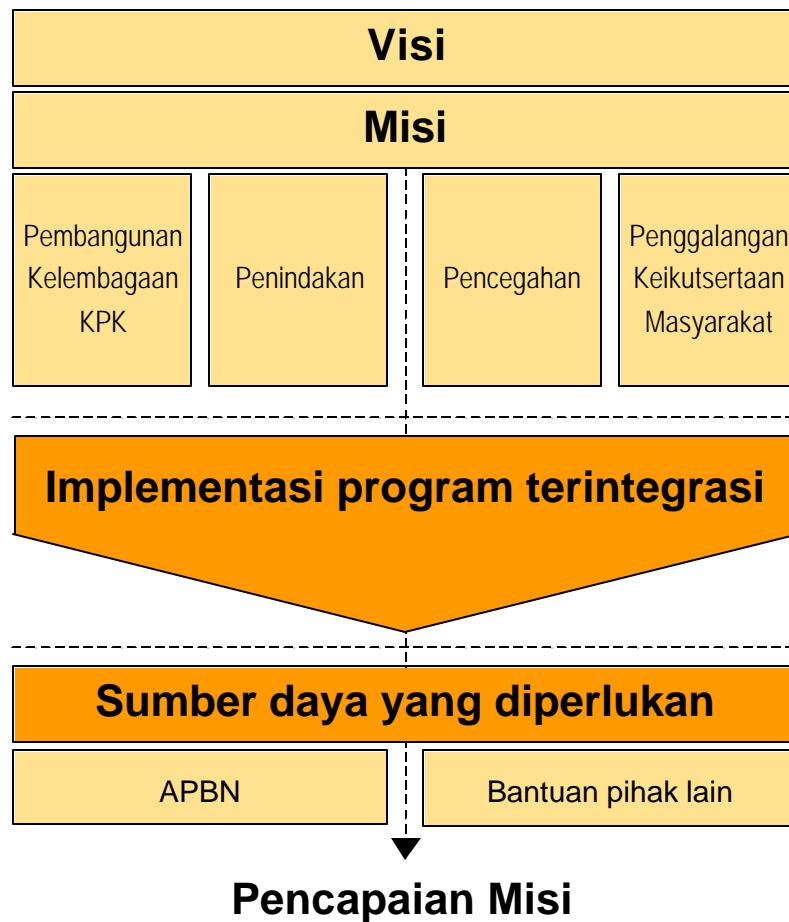 Visi
Misi
Pembangunan
Kelembagaan
KPK
Penindakan
Pencegahan
Penggalangan
Keikutsertaan
Masyarakat
Implementasi program terintegrasi
Sumber daya yang diperlukan
APBN
Bantuan pihak lain
Pencapaian Misi